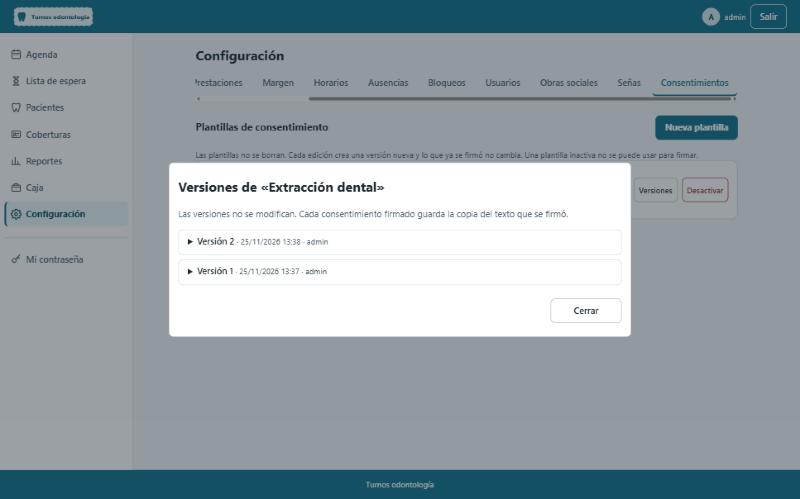 Turnos odontología
A admin Salir
Agenda
Lista de espera
Pacientes
Coberturas
Reportes
Caja
Configuración
Mi contraseña
Configuración
Prestaciones Margen Horarios Ausencias Bloqueos Usuarios Obras sociales Señas Consentimientos
Plantillas de consentimiento
Nueva plantilla
Las plantillas no se borran. Cada edición crea una versión nueva y lo que ya se firmó no cambia. Una plantilla inactiva no se puede usar para firmar.
Versiones Desactivar
Versiones de «Extracción dental»
Las versiones no se modifican. Cada consentimiento firmado guarda la copia del texto que se firmó.
Versión 2 · 25/11/2026 13:38 · admin
Versión 1 · 25/11/2026 13:37 · admin
Cerrar
Turnos odontología